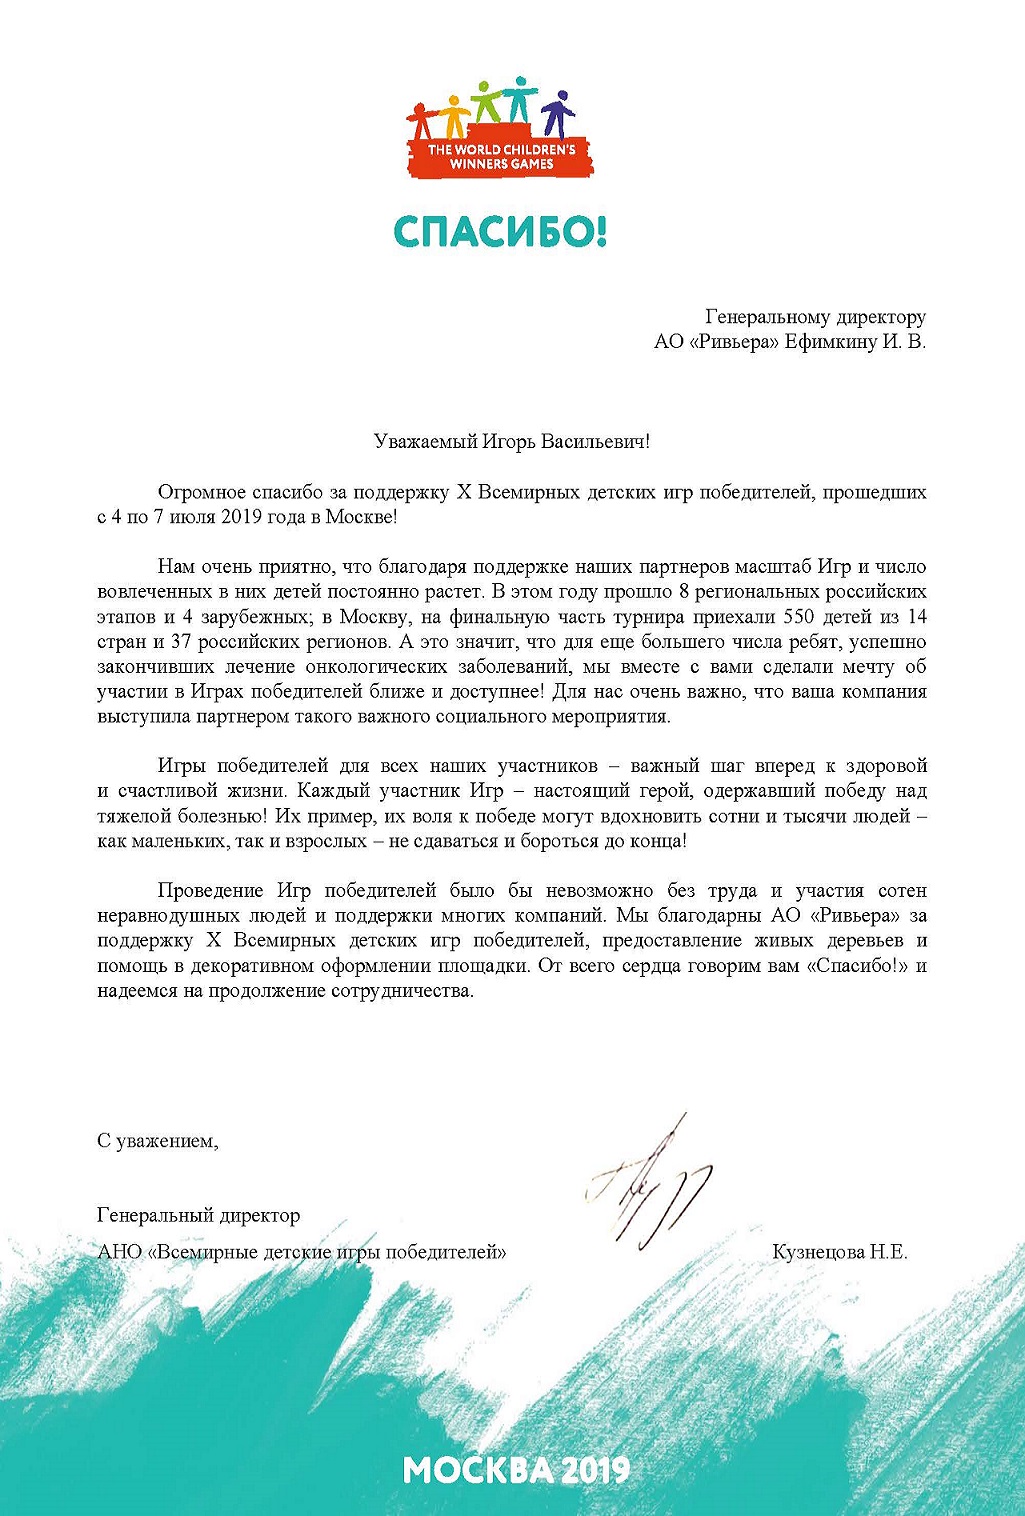 THE WORLD CHILDREN'S
WINNERS GAMES
СПАСИБО!
Генеральному директору
АО «Ривьера» Ефимкину И. В.
Уважаемый Игорь Васильевич!
Огромное спасибо за поддержку X Всемирных детских игр победителей, прошедших
с 4 по 7 июля 2019 года в Москве!
Нам очень приятно, что благодаря поддержке наших партнеров масштаб Игр и число
вовлеченных в них детей постоянно растет. В этом году прошло 8 региональных российских
этапов и 4 зарубежных; в Москву, на финальную часть турнира приехали 550 детей из 14
стран и 37 российских регионов. А это значит, что для еще большего числа ребят, успешно
закончивших лечение онкологических заболеваний, мы вместе с вами сделали мечту об
участии в Играх победителей ближе и доступнее! Для нас очень важно, что ваша компания
выступила партнером такого важного социального мероприятия.
Игры победителей для всех наших участников – важный шаг вперед к здоровой
и счастливой жизни. Каждый участник Игр – настоящий герой, одержавший победу над
тяжелой болезнью! Их пример, их воля к победе могут вдохновить сотни и тысячи людей –
как маленьких, так и взрослых – не сдаваться и бороться до конца!
Проведение Игр победителей было бы невозможно без труда и участия сотен
неравнодушных людей и поддержки многих компаний. Мы благодарны АО «Ривьера» за
поддержку X Всемирных детских игр победителей, предоставление живых деревьев и
помощь в декоративном оформлении площадки. От всего сердца говорим вам «Спасибо!» и
надеемся на продолжение сотрудничества.
С уважением,
Генеральный директор
АНО «Всемирные детские игры победителей» Кузнецова Н.Е.
МОСКВА 2019